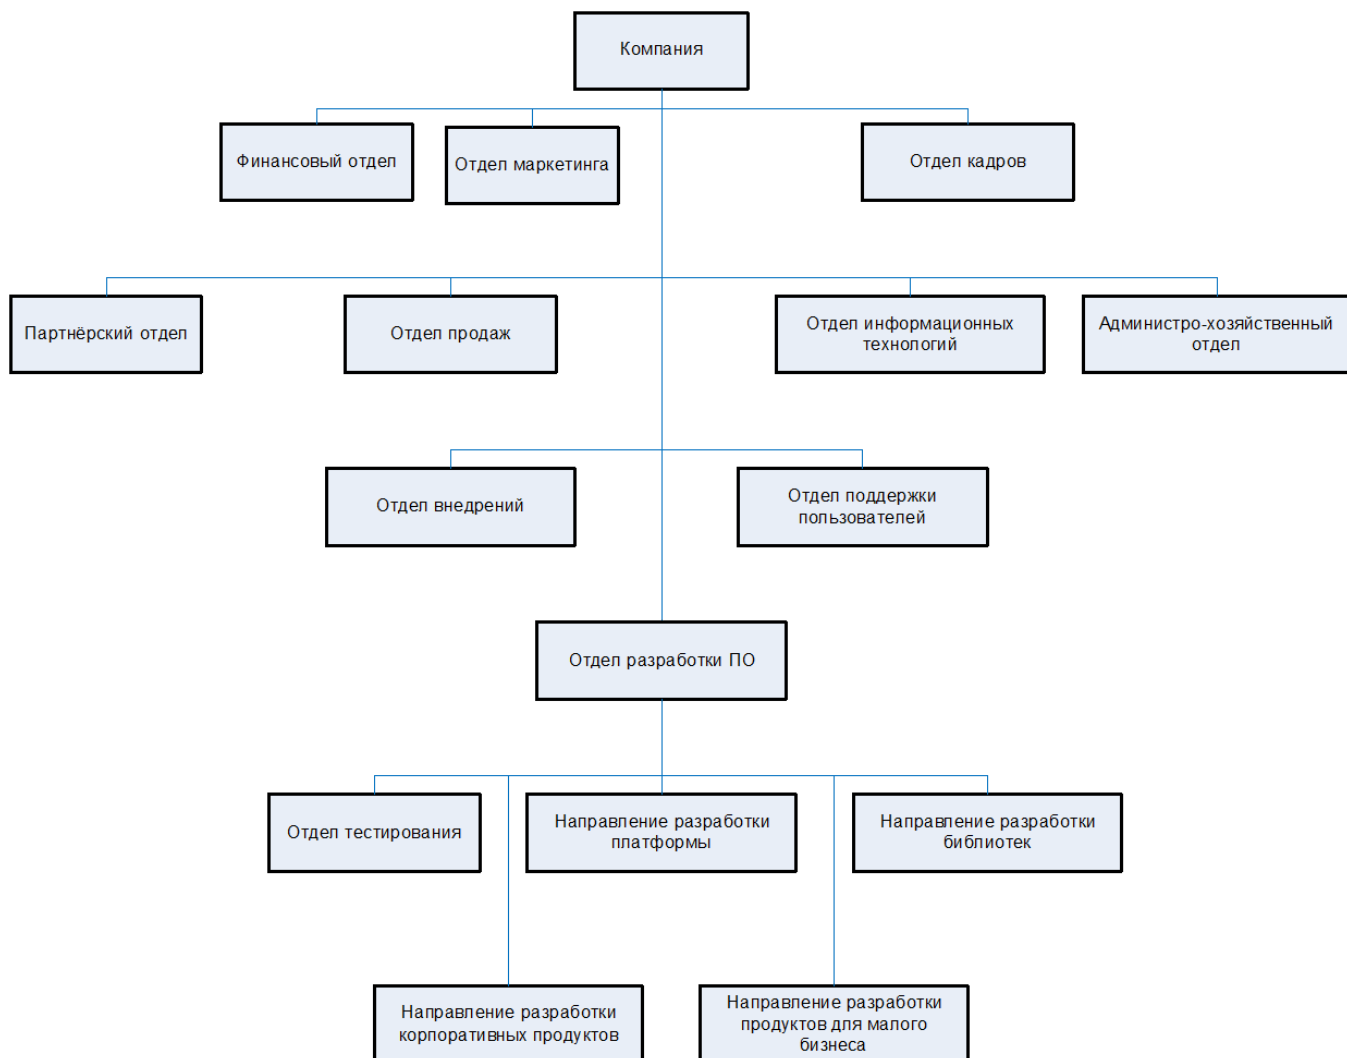 Компания
Финансовый отдел
Отдел маркетинга
Отдел кадров
Партнёрский отдел
Отдел продаж
Отдел информационных
технологий
Администро-хозяйственный
отдел
Отдел внедрений
Отдел поддержки
пользователей
Отдел разработки ПО
Отдел тестирования
Направление разработки
платформы
Направление разработки
библиотек
Направление разработки
корпоративных продуктов
Направление разработки
продуктов для малого
бизнеса